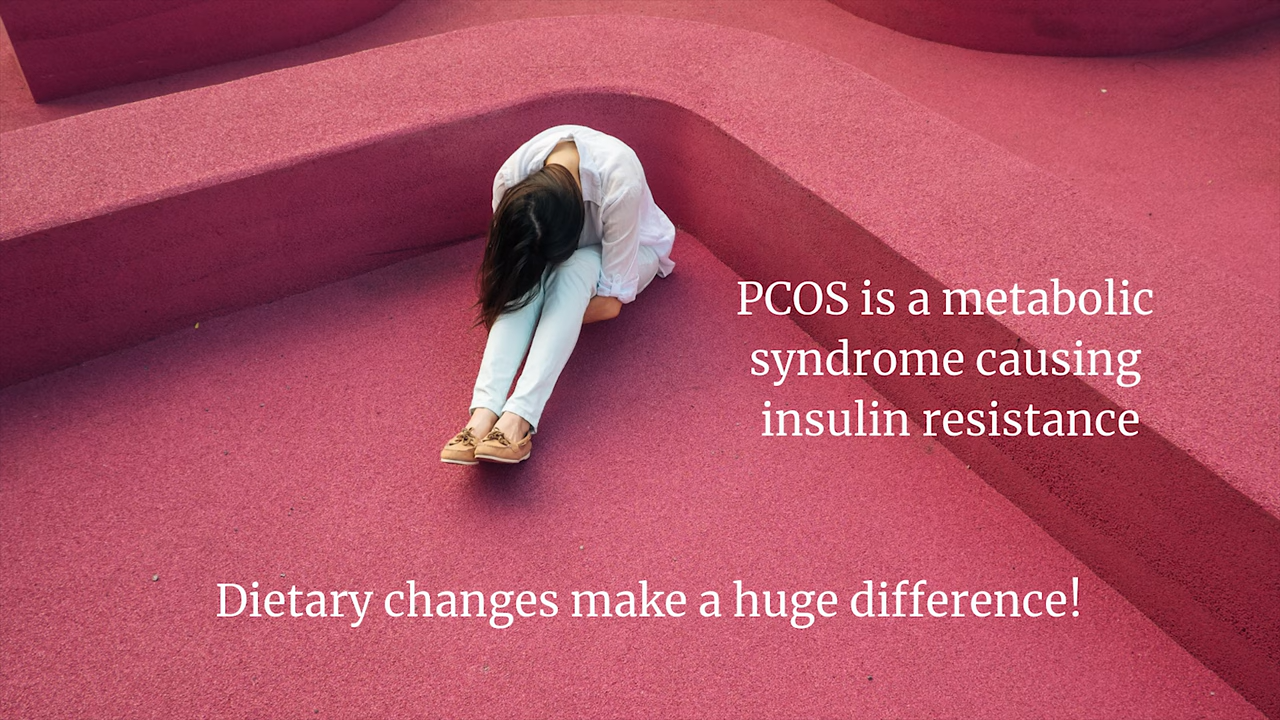 PCOS is a metabolic
syndrome causing
insulin resistance
Dietary changes make a huge difference!